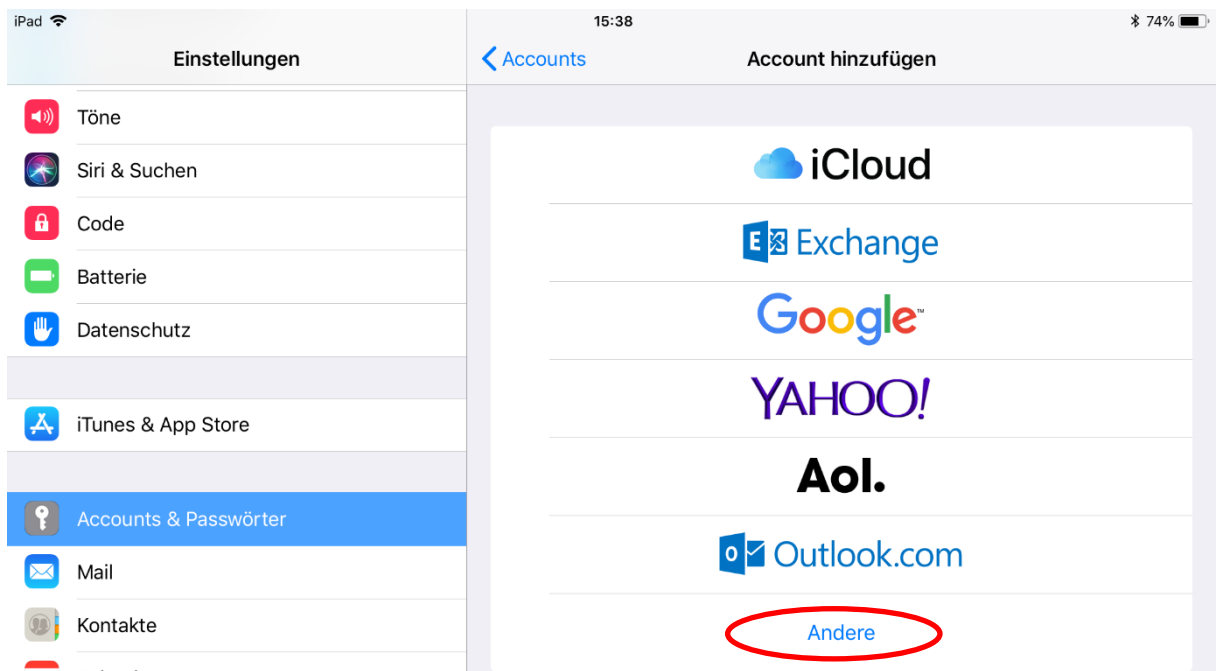 iPad 15:38 74%
Einstellungen
Accounts Account hinzufügen
Töne
Siri & Suchen
Code
Batterie
Datenschutz
iTunes & App Store
Accounts & Passwörter
Mail
Kontakte
iCloud
E Exchange
Google™
YAHOO!
Aol.
o Outlook.com
Andere